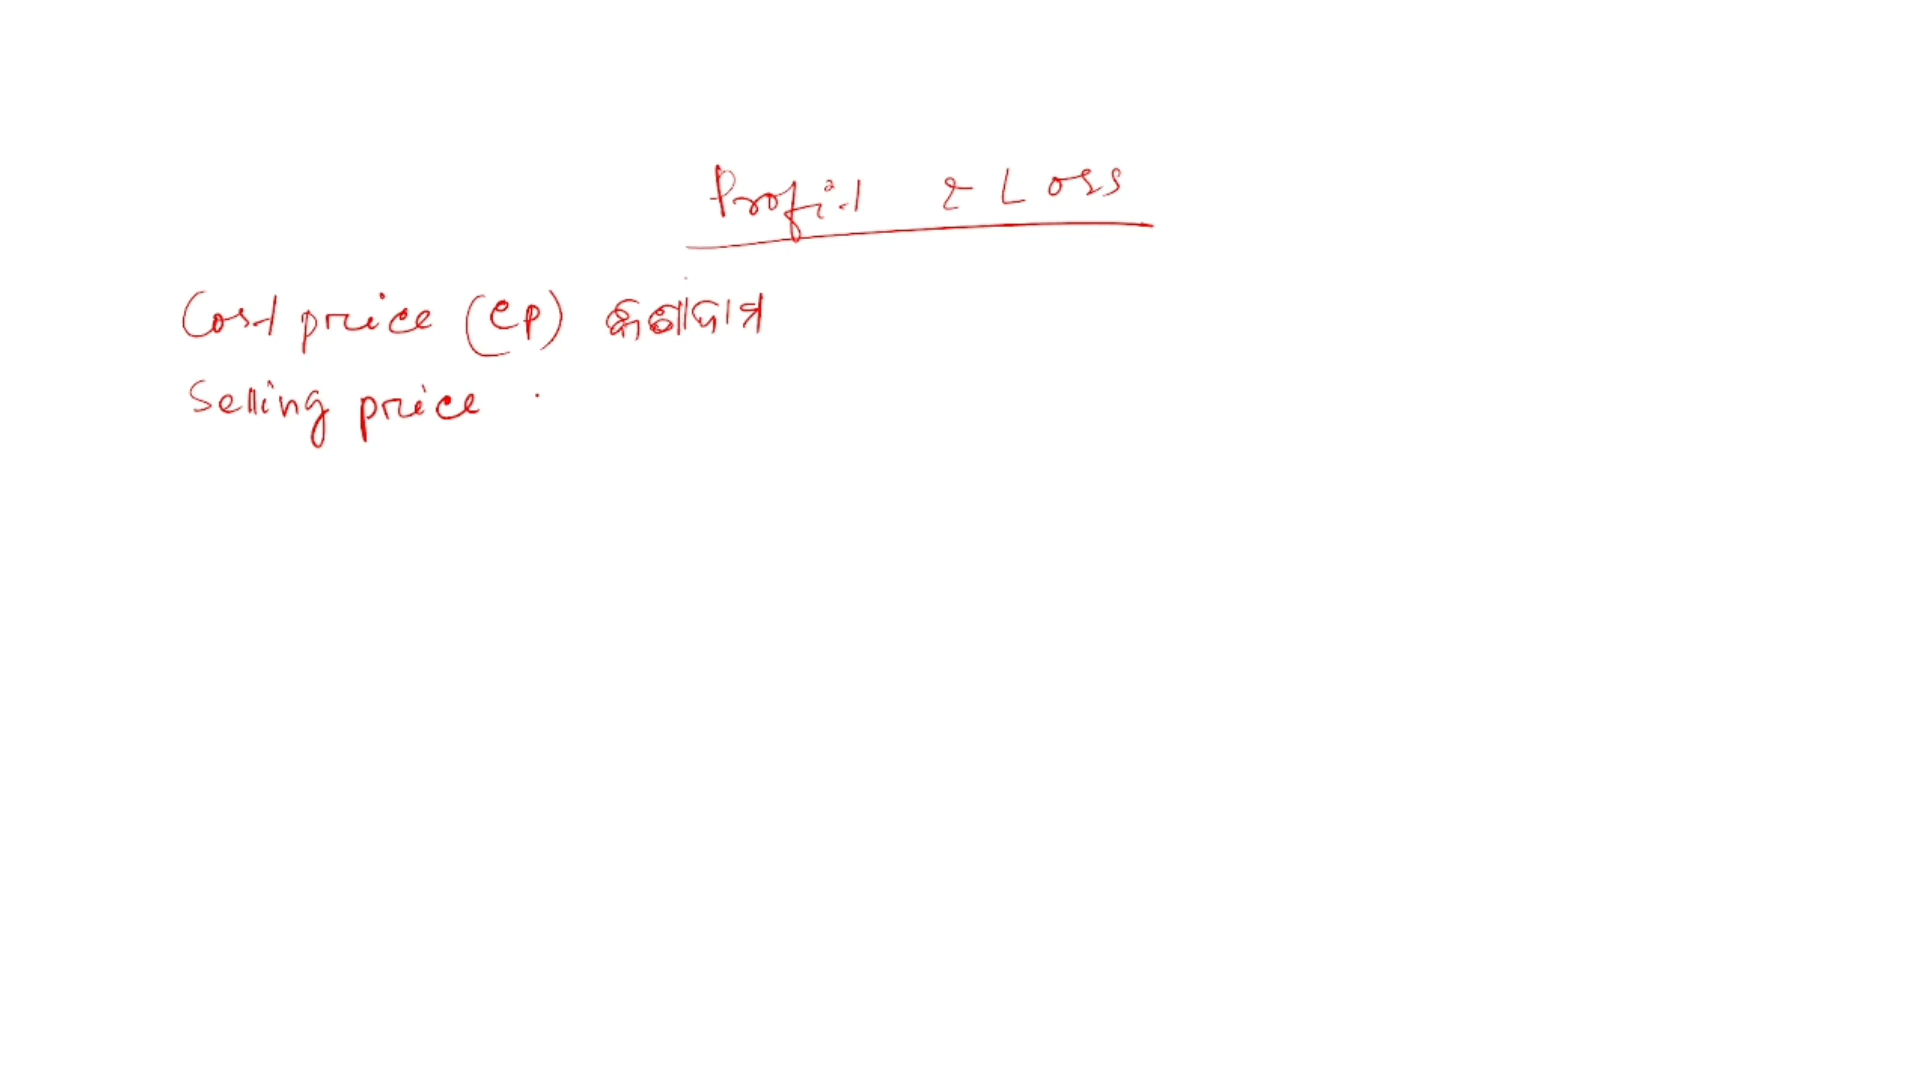 Profit & Loss
Cost price (CP) କିଣାଦାମ
Selling price